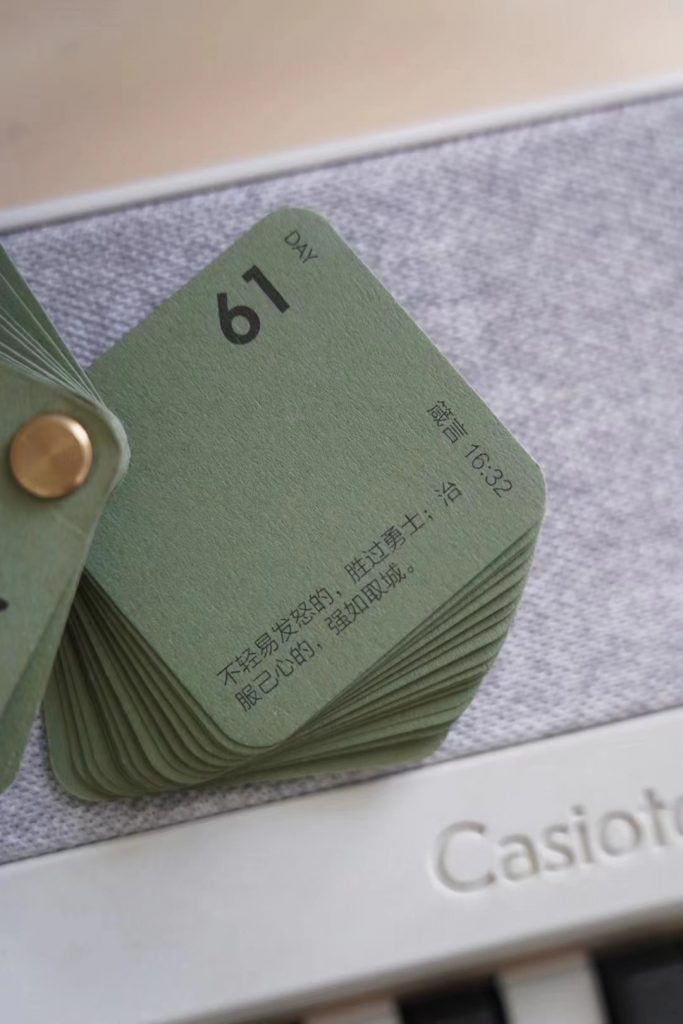 DAY
61
箴言 16:32
不轻易发怒的，胜过勇士；治
服己心的，强如取城。
Casioto